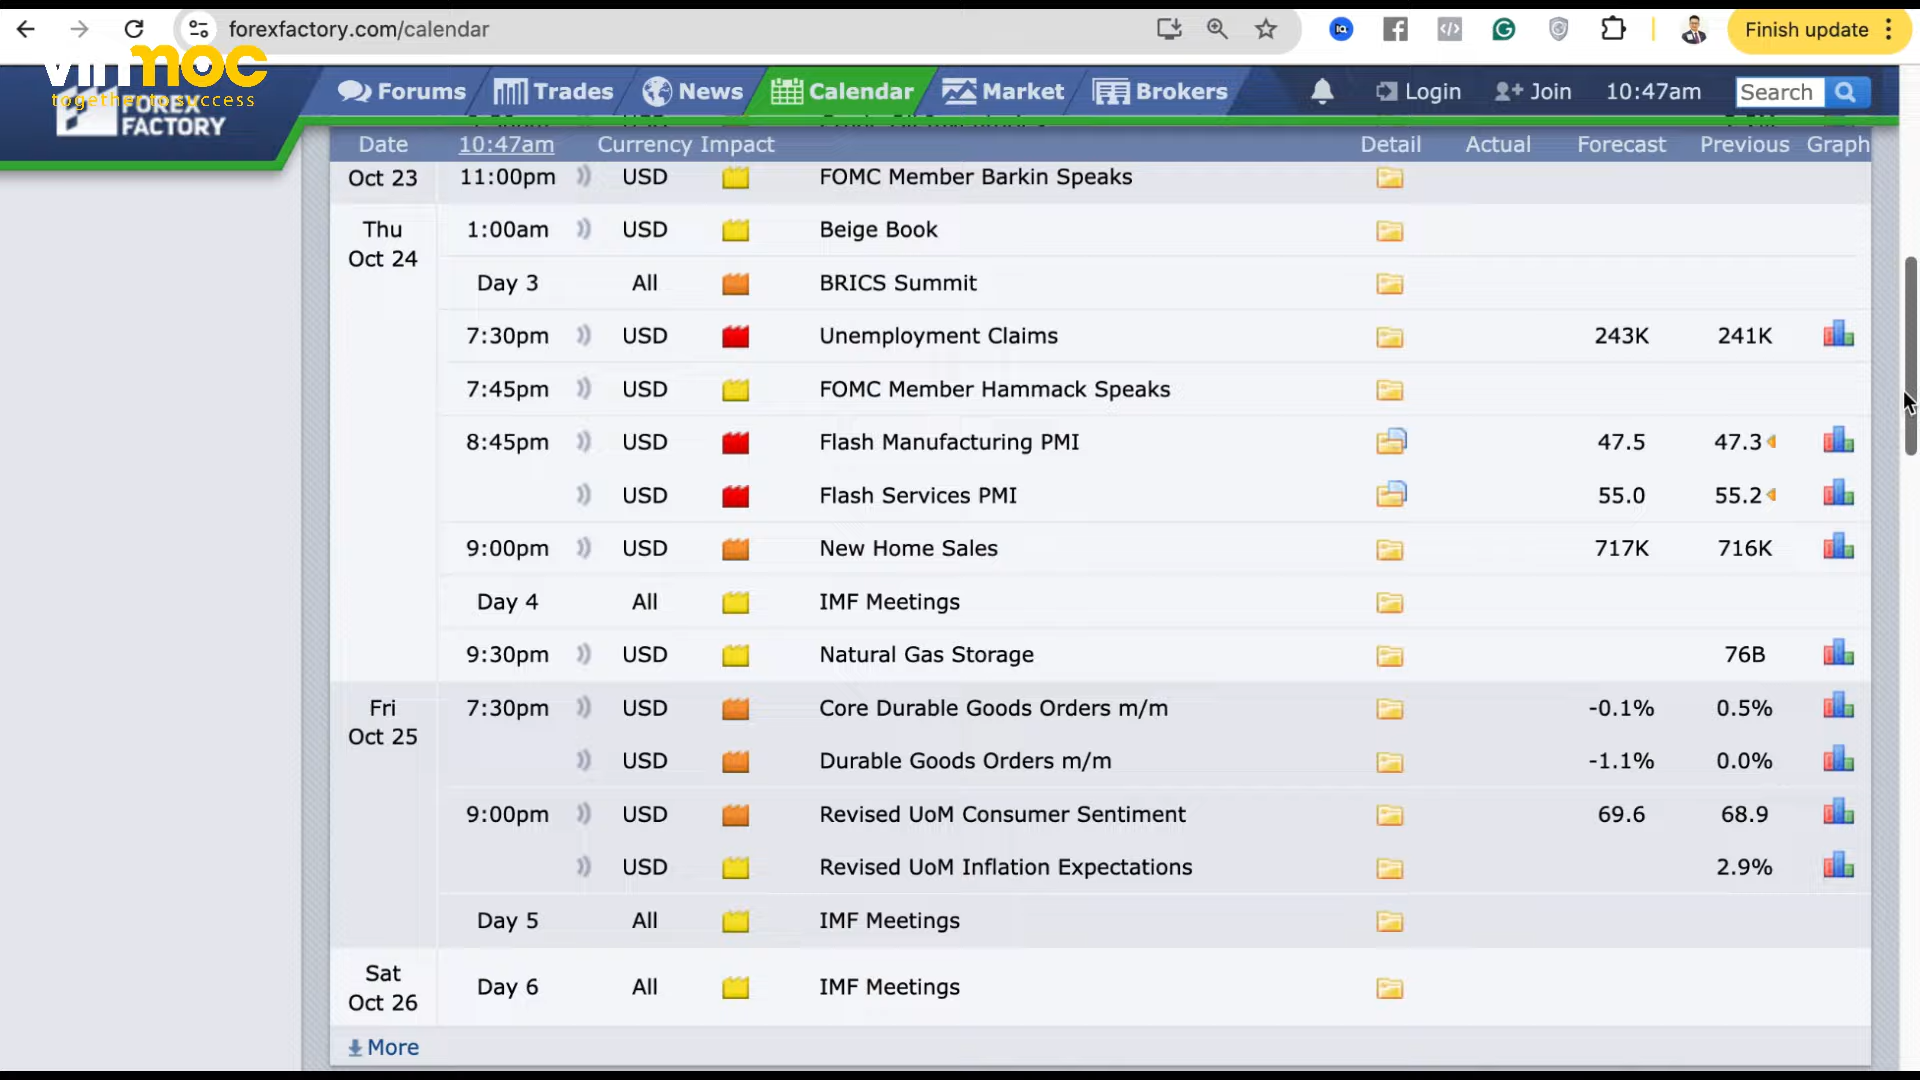 forexfactory.com/calendar
Finish update
vinmoc
together to success
FOREX FACTORY
Forums Trades News Calendar Market Brokers Login Join 10:47am Search
Date 10:47am Currency Impact Detail Actual Forecast Previous Graph
Oct 23 11:00pm USD FOMC Member Barkin Speaks
Thu Oct 24 1:00am USD Beige Book
Day 3 All BRICS Summit
7:30pm USD Unemployment Claims 243K 241K
7:45pm USD FOMC Member Hammack Speaks
8:45pm USD Flash Manufacturing PMI 47.5 47.3
USD Flash Services PMI 55.0 55.2
9:00pm USD New Home Sales 717K 716K
Day 4 All IMF Meetings
9:30pm USD Natural Gas Storage 76B
Fri Oct 25 7:30pm USD Core Durable Goods Orders m/m -0.1% 0.5%
USD Durable Goods Orders m/m -1.1% 0.0%
9:00pm USD Revised UoM Consumer Sentiment 69.6 68.9
USD Revised UoM Inflation Expectations 2.9%
Day 5 All IMF Meetings
Sat Oct 26 Day 6 All IMF Meetings
More